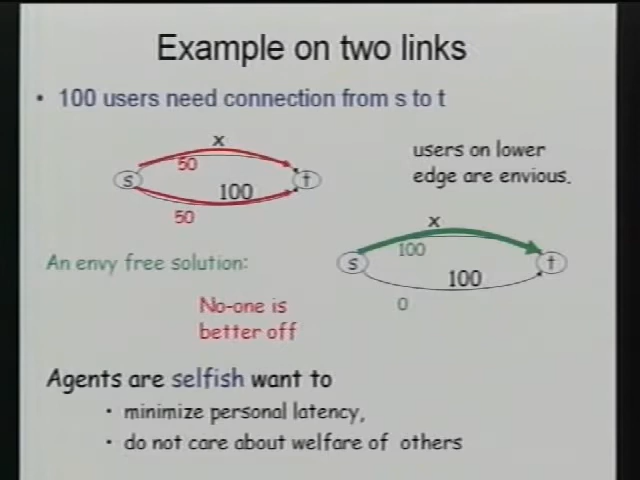 Example on two links
• 100 users need connection from s to t
x
50
s
100
t
50
users on lower
edge are envious.
x
100
s
100
t
0
An envy free solution:
No-one is
better off
Agents are selfish want to
• minimize personal latency,
• do not care about welfare of others